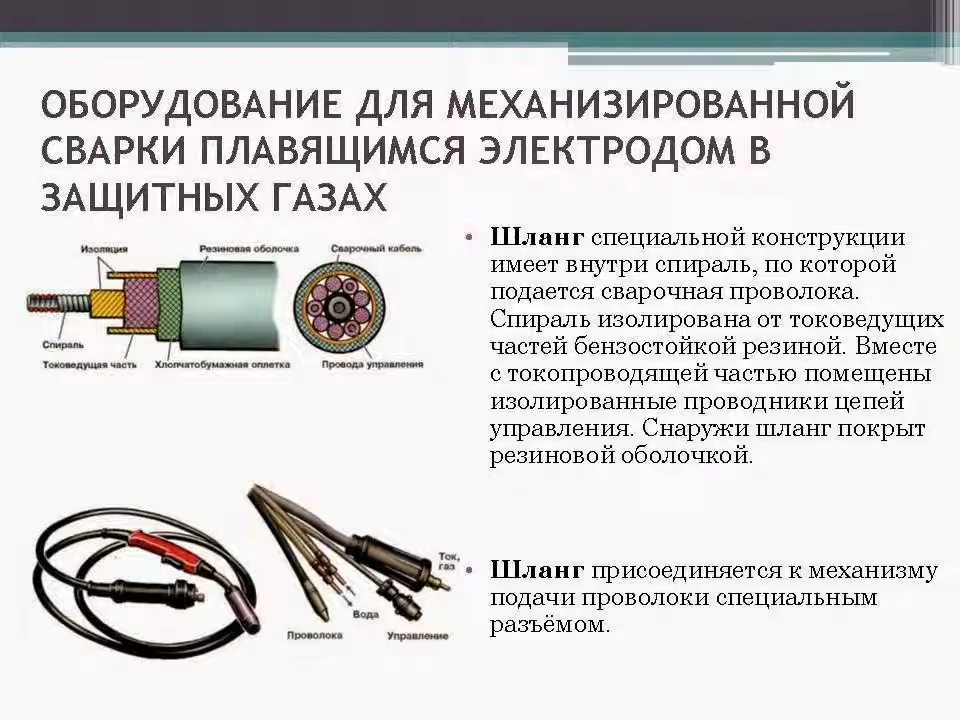 ОБОРУДОВАНИЕ ДЛЯ МЕХАНИЗИРОВАННОЙ
СВАРКИ ПЛАВЯЩИМСЯ ЭЛЕКТРОДОМ В
ЗАЩИТНЫХ ГАЗАХ
Изоляция
Резиновая оболочка
Сварочный кабель
Спираль
Токоведущая часть
Хлопчатобумажная оплетка
Провода управления
• Шланг специальной конструкции
имеет внутри спираль, по которой
подается сварочная проволока.
Спираль изолирована от токоведущих
частей бензостойкой резиной. Вместе
с токопроводящей частью помещены
изолированные проводники цепей
управления. Снаружи шланг покрыт
резиновой оболочкой.
Ток,
газ
Вода
Проволока
Управление
• Шланг присоединяется к механизму
подачи проволоки специальным
разъёмом.